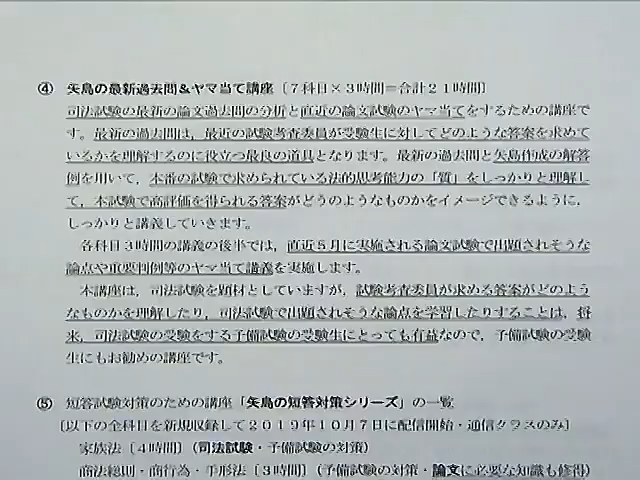 ④ 矢島の最新過去問&ヤマ当て講座〔7科目×3時間=合計21時間〕
司法試験の最新の論文過去問の分析と直近の論文試験のヤマ当てをするための講座で
す。最新の過去問は、最近の試験考査委員が受験生に対してどのような答案を求めて
いるかを理解するのに役立つ最良の道具となります。最新の過去問と矢島作成の解答
例を用いて、本番の試験で求められている法的思考能力の「質」をしっかりと理解し
て、本試験で高評価を得られる答案がどのようなものかをイメージできるように、
しっかりと講義していきます。
各科目3時間の講義の後半では、直近5月に実施される論文試験で出題されそうな
論点や重要判例等のヤマ当て講義を実施します。
本講座は、司法試験を題材としていますが、試験考査委員が求める答案がどのよう
なものかを理解したり、司法試験で出題されそうな論点を学習したりすることは、将
来、司法試験の受験をする予備試験の受験生にとっても有益なので、予備試験の受験
生にもお勧めの講座です。
⑤ 短答試験対策のための講座「矢島の短答対策シリーズ」の一覧
〔以下の全科目を新規収録して2019年10月7日に配信開始・通信クラスのみ〕
家族法〔4時間〕(司法試験・予備試験の対策)
商法総則・商行為・手形法〔3時間〕(予備試験の対策・論文に必要な知識も修得)